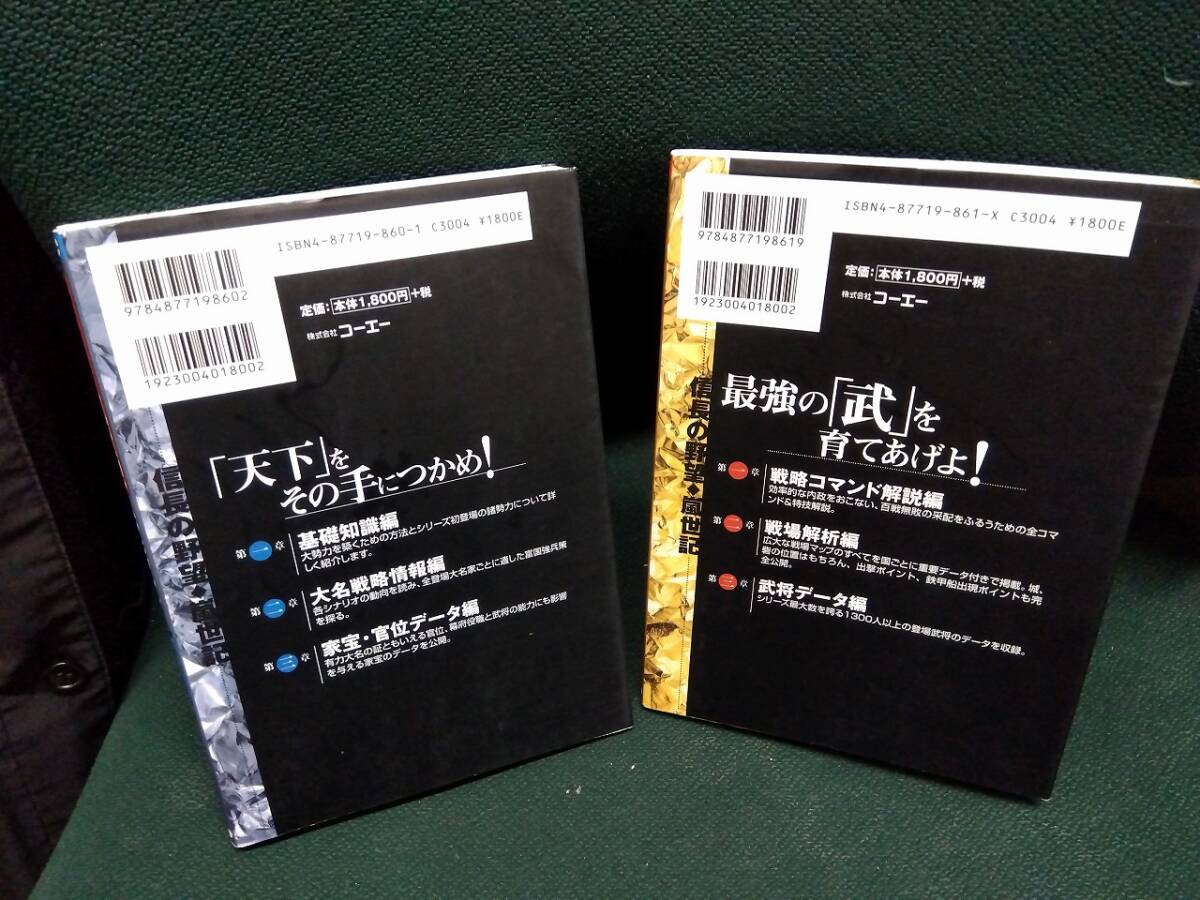 ISBN4-87719-860-1 C3004 ¥1800E
9784877198602
1923004018002
定価：本体1,800円＋税
株式会社 コーエー
「天下」を
その手につかめ！
第一章
基礎知識編
大勢力を築くための方法とシリーズ初登場の諸勢力について詳
しく紹介します。
第二章
大名戦略情報編
各シナリオの動向を読み、全登場大名家ごとに適した富国強兵策
を探る。
第三章
家宝・官位データ編
有力大名の証ともいえる官位、幕府役職と武将の能力にも影響
を与える家宝のデータを公開。
信長の野望◆嵐世記
ISBN4-87719-861-X C3004 ¥1800E
9784877198619
1923004018002
定価：本体1,800円＋税
株式会社 コーエー
最強の「武」を
育てあげよ！
第一章
戦略コマンド解説編
効率的な内政をおこない、百戦無敗の采配をふるうための全コマ
ンド&特技解説。
第二章
戦場解析編
広大な戦場マップのすべてを国ごとに重要データ付きで掲載。城、
砦の位置はもちろん、出撃ポイント、鉄甲船出現ポイントも完
全公開。
第三章
武将データ編
シリーズ最大数を誇る1300人以上の登場武将のデータを収録。
信長の野望◆嵐世記